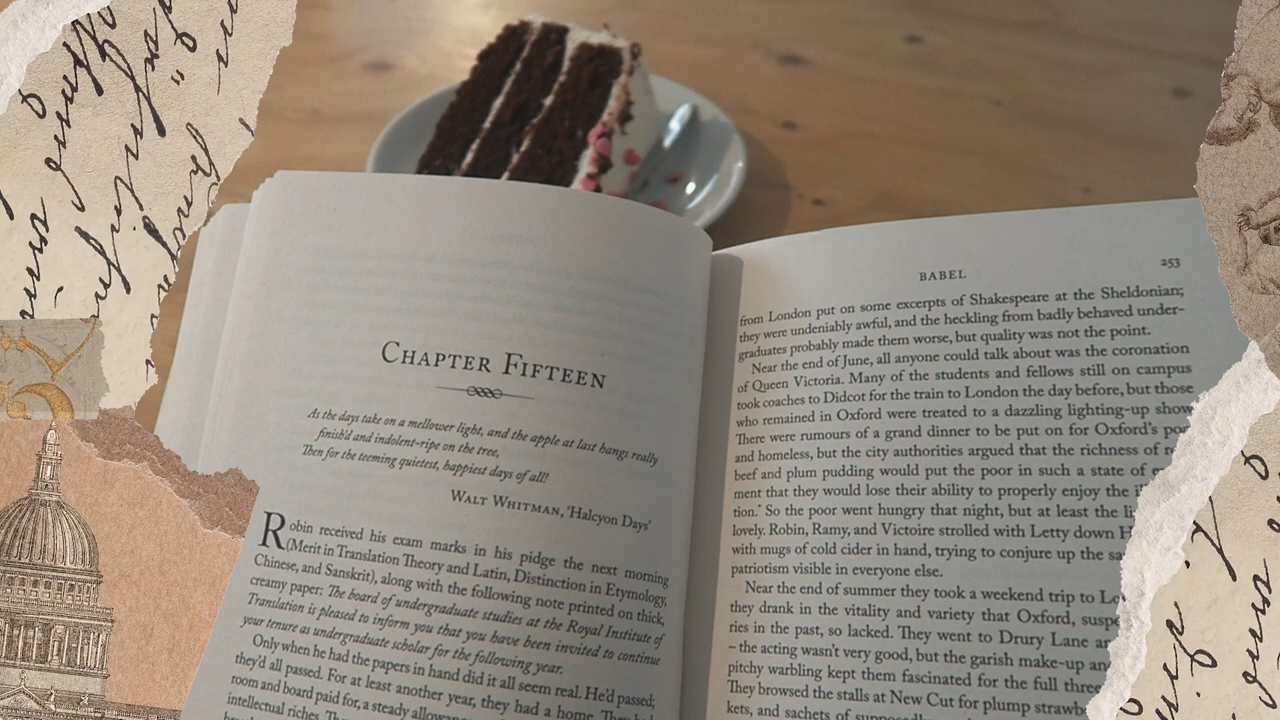 CHAPTER FIFTEEN
As the days take on a mellower light, and the apple at last hangs really
finish'd and indolent-ripe on the tree,
Then for the teeming quietest, happiest days of all!
WALT WHITMAN, 'Halcyon Days'
Robin received his exam marks in his pidge the next morning
(Merit in Translation Theory and Latin, Distinction in Etymology,
Chinese, and Sanskrit), along with the following note printed on thick,
creamy paper: The board of undergraduate studies at the Royal Institute of
Translation is pleased to inform you that you have been invited to continue
your tenure as undergraduate scholar for the following year.
Only when he had the papers in hand did it all seem real. He'd passed;
they'd all passed. For at least another year, they had a home. They had
room and board paid for, a steady allowance,
intellectual riches.
BABEL
253
from London put on some excerpts of Shakespeare at the Sheldonian;
they were undeniably awful, and the heckling from badly behaved under-
graduates probably made them worse, but quality was not the point.
Near the end of June, all anyone could talk about was the coronation
of Queen Victoria. Many of the students and fellows still on campus
took coaches to Didcot for the train to London the day before, but those
who remained in Oxford were treated to a dazzling lighting-up show
There were rumours of a grand dinner to be put on for Oxford's poor
and homeless, but the city authorities argued that the richness of
beef and plum pudding would put the poor in such a state of
ment that they would lose their ability to properly enjoy the
tion.* So the poor went hungry that night, but at least the
lovely. Robin, Ramy, and Victoire strolled with Letty down
with mugs of cold cider in hand, trying to conjure up the
patriotism visible in everyone else.
Near the end of summer they took a weekend trip to
they drank in the vitality and variety that Oxford,
ries in the past, so lacked. They went to Drury Lane
– the acting wasn't very good, but the garish make-up
pitchy warbling kept them fascinated for the full
They browsed the stalls at New Cut for plump
kets, and sachets of